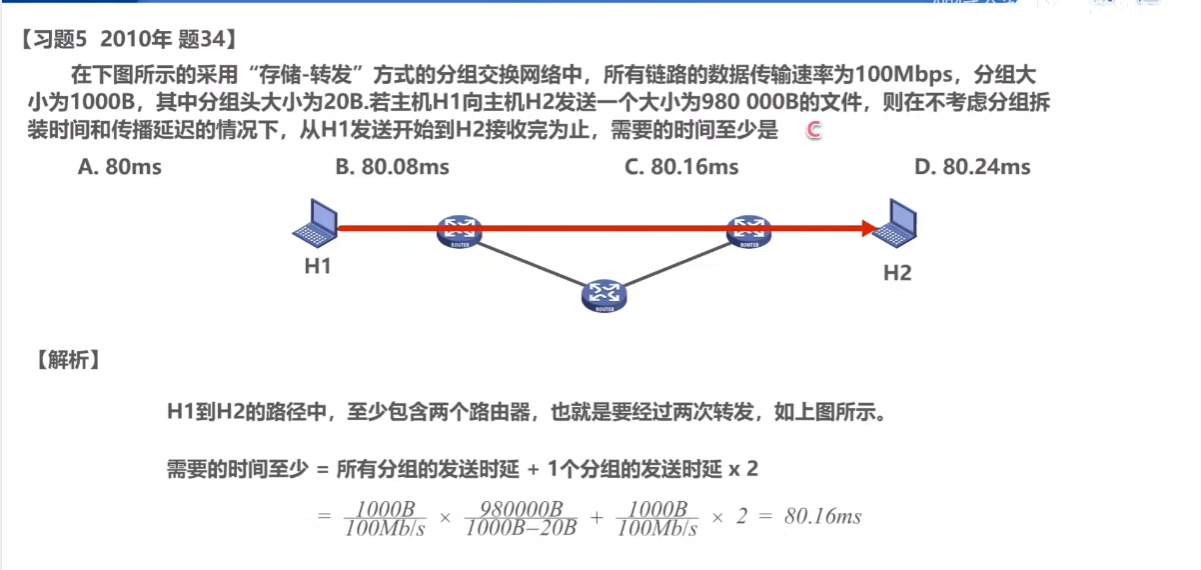 【习题5 2010年 题34】
在下图所示的采用“存储-转发”方式的分组交换网络中，所有链路的数据传输速率为100Mbps，分组大
小为1000B，其中分组头大小为20B.若主机H1向主机H2发送一个大小为980 000B的文件，则在不考虑分组拆
装时间和传播延迟的情况下，从H1发送开始到H2接收完为止，需要的时间至少是 C
A. 80ms B. 80.08ms C. 80.16ms D. 80.24ms
ROUTER ROUTER
H1 H2
ROUTER
【解析】
H1到H2的路径中，至少包含两个路由器，也就是要经过两次转发，如上图所示。
需要的时间至少 = 所有分组的发送时延 + 1个分组的发送时延 x 2
= 1000B/100Mb/s × 980000B/1000B−20B + 1000B/100Mb/s × 2 = 80.16ms